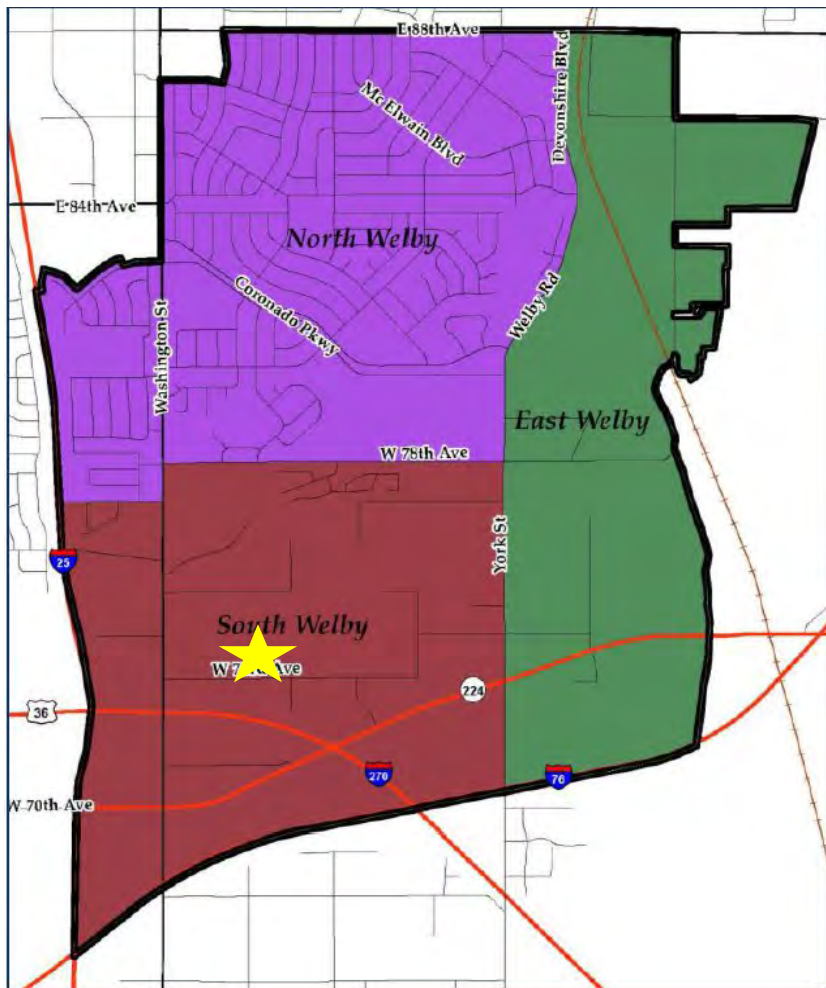 E 88th Ave
Devonshire Blvd
Mc Elwain Blvd
E 84th Ave
North Welby
Welby Rd
Coronado Pkwy
Washington St
East Welby
W 78th Ave
York St
25
South Welby
W Ave
224
36
270
76
W 70th Ave